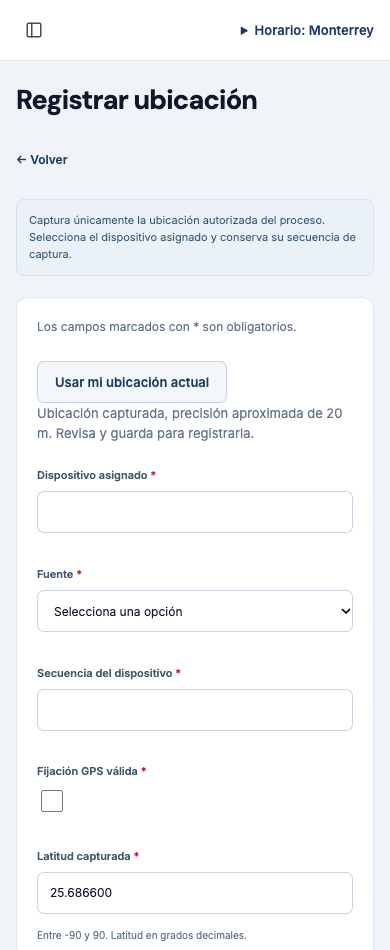 ▶ Horario: Monterrey
Registrar ubicación
← Volver
Captura únicamente la ubicación autorizada del proceso.
Selecciona el dispositivo asignado y conserva su secuencia de
captura.
Los campos marcados con * son obligatorios.
Usar mi ubicación actual
Ubicación capturada, precisión aproximada de 20
m. Revisa y guarda para registrarla.
Dispositivo asignado *
Fuente *
Selecciona una opción
Secuencia del dispositivo *
Fijación GPS válida *
Latitud capturada *
25.686600
Entre -90 y 90. Latitud en grados decimales.